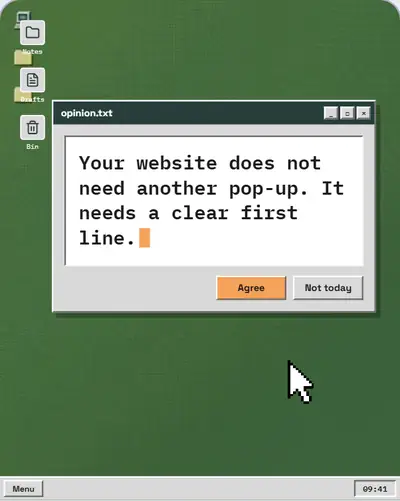 Notes
Drafts
Bin
opinion.txt
Your website does not
need another pop-up. It
needs a clear first
line.
Agree
Not today
Menu
09:41